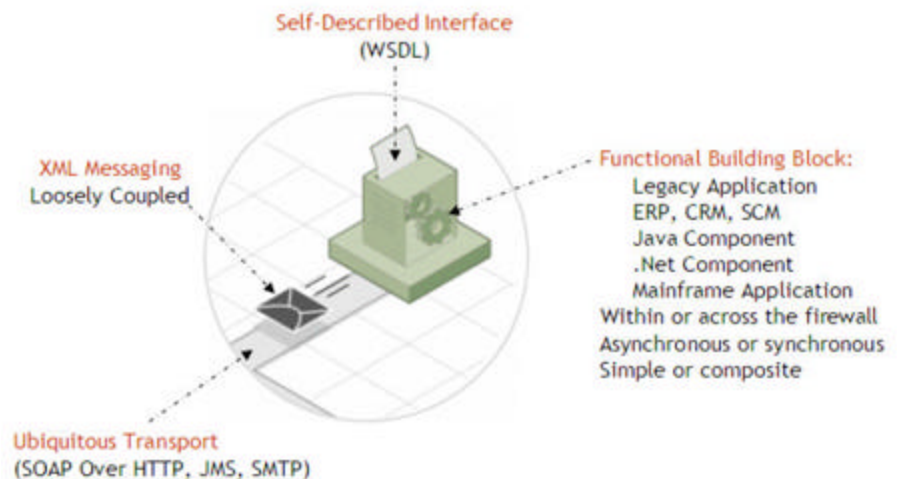 Self-Described Interface
(WSDL)
XML Messaging
Loosely Coupled
Functional Building Block:
Legacy Application
ERP, CRM, SCM
Java Component
.Net Component
Mainframe Application
Within or across the firewall
Asynchronous or synchronous
Simple or composite
Ubiquitous Transport
(SOAP Over HTTP, JMS, SMTP)